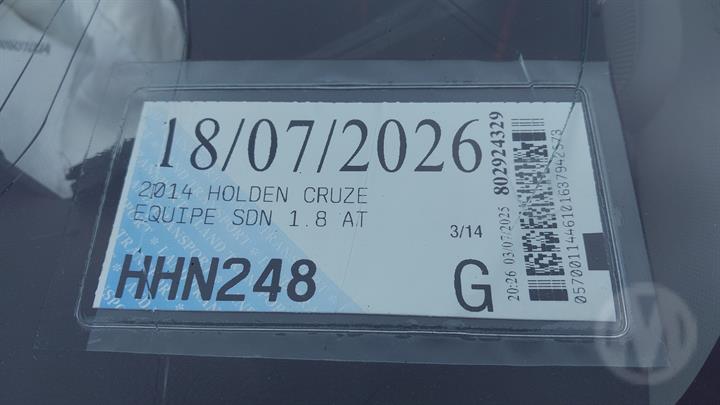 18/07/2026
2014 HOLDEN CRUZE
EQUIPE SDN 1.8 AT
3/14
HHN248
G
20:26 03/07/2025 802924329